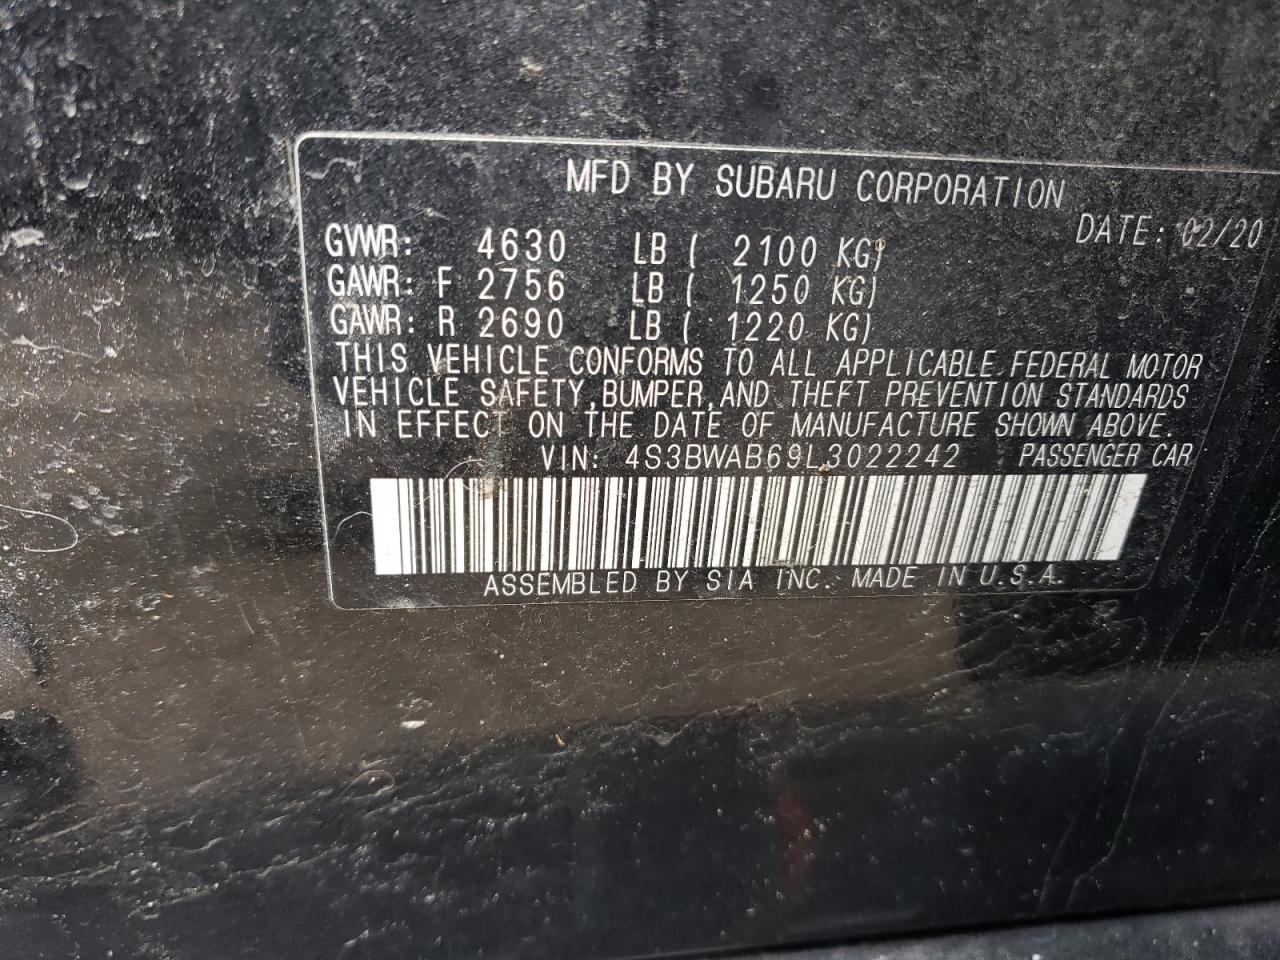 MFD BY SUBARU CORPORATION
DATE: 02/20
GVWR: 4630 LB ( 2100 KG)
GAWR: F 2756 LB ( 1250 KG)
GAWR: R 2690 LB ( 1220 KG)
THIS VEHICLE CONFORMS TO ALL APPLICABLE FEDERAL MOTOR
VEHICLE SAFETY, BUMPER, AND THEFT PREVENTION STANDARDS
IN EFFECT ON THE DATE OF MANUFACTURE SHOWN ABOVE.
VIN: 4S3BWAB69L3022242 PASSENGER CAR
ASSEMBLED BY SIA INC. MADE IN U.S.A.